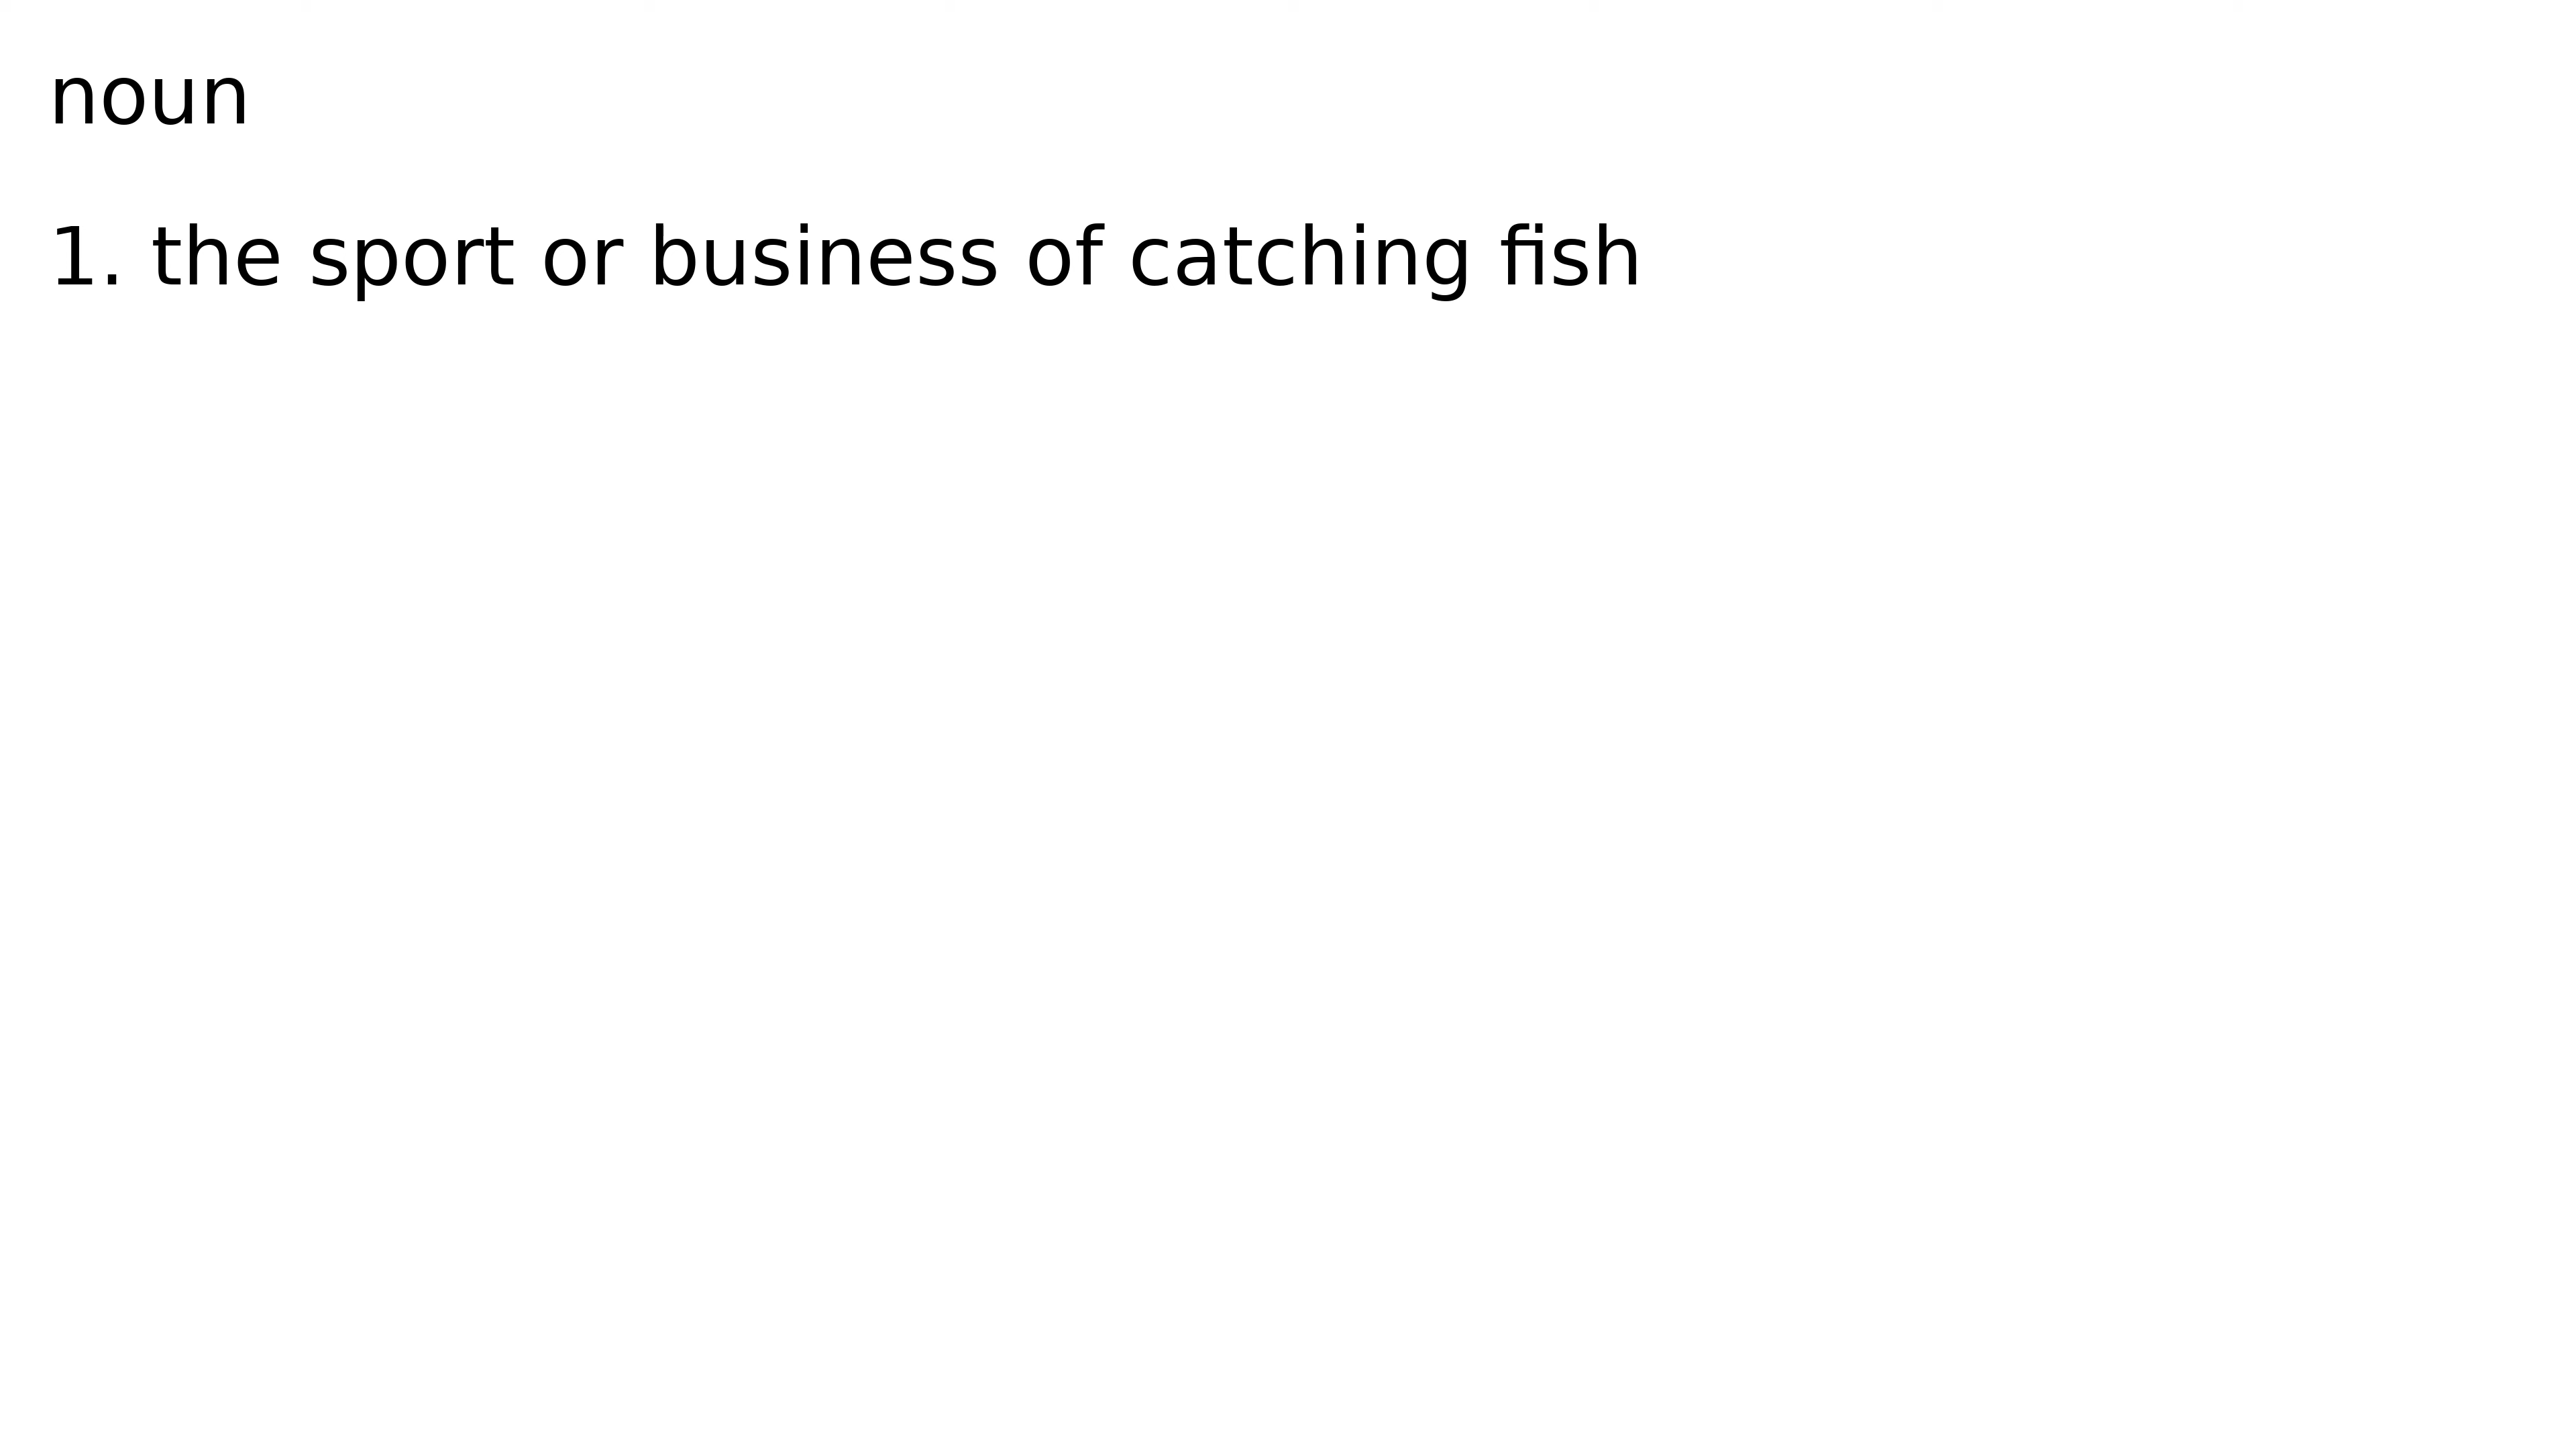 noun
1. the sport or business of catching fish